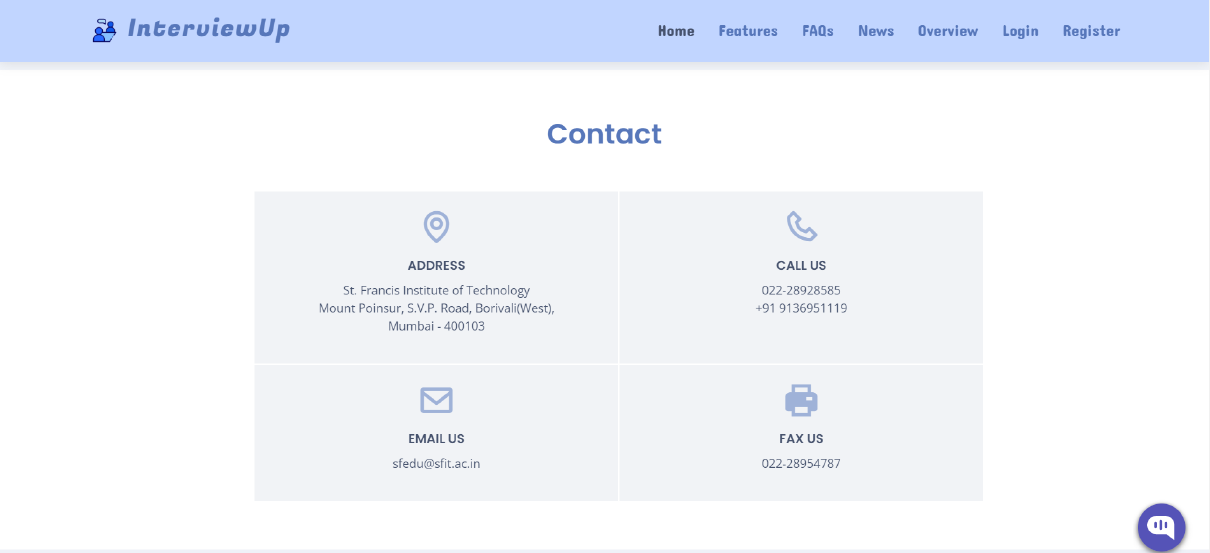 InterviewUp
Home Features FAQs News Overview Login Register
Contact
ADDRESS
St. Francis Institute of Technology
Mount Poinsur, S.V.P. Road, Borivali(West),
Mumbai - 400103
CALL US
022-28928585
+91 9136951119
EMAIL US
sfedu@sfit.ac.in
FAX US
022-28954787